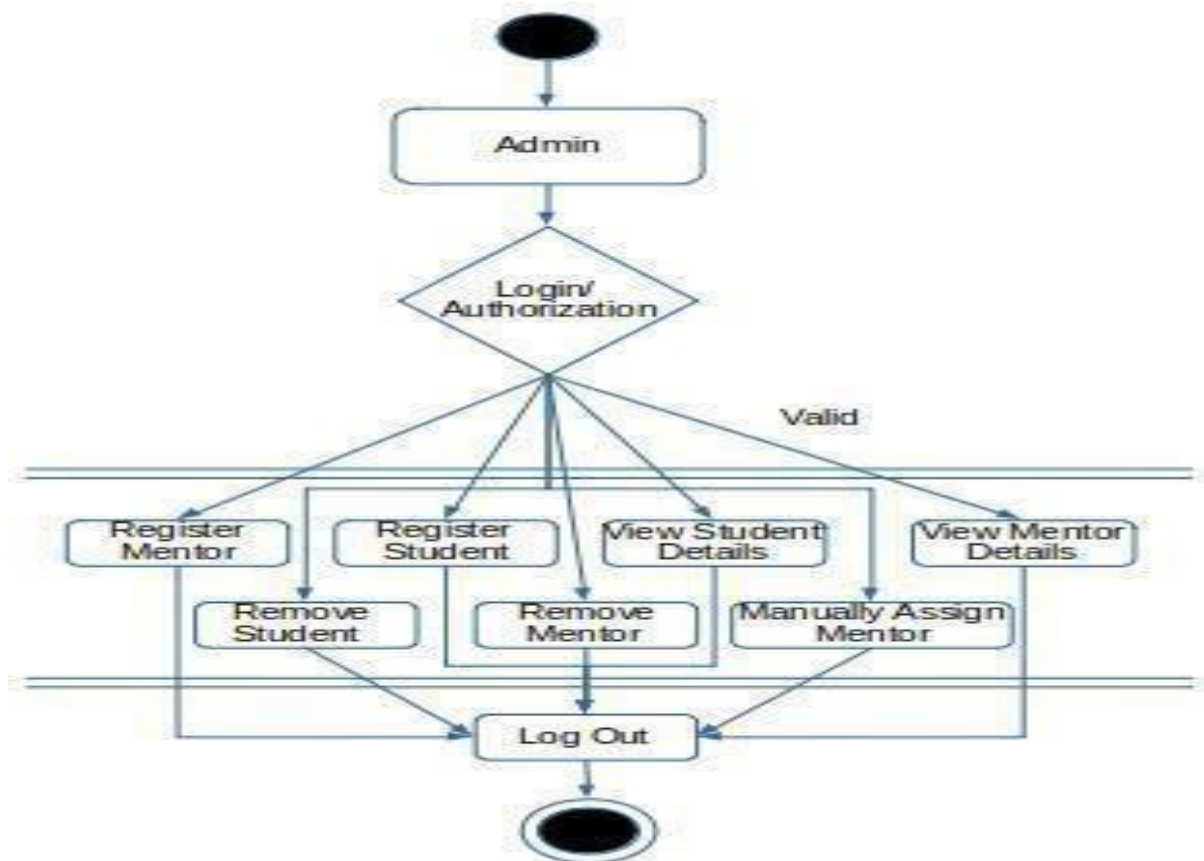 Admin
Login/
Authorization
Valid
Register
Mentor
Register
Student
View Student
Details
View Mentor
Details
Remove
Student
Remove
Mentor
Manually Assign
Mentor
Log Out